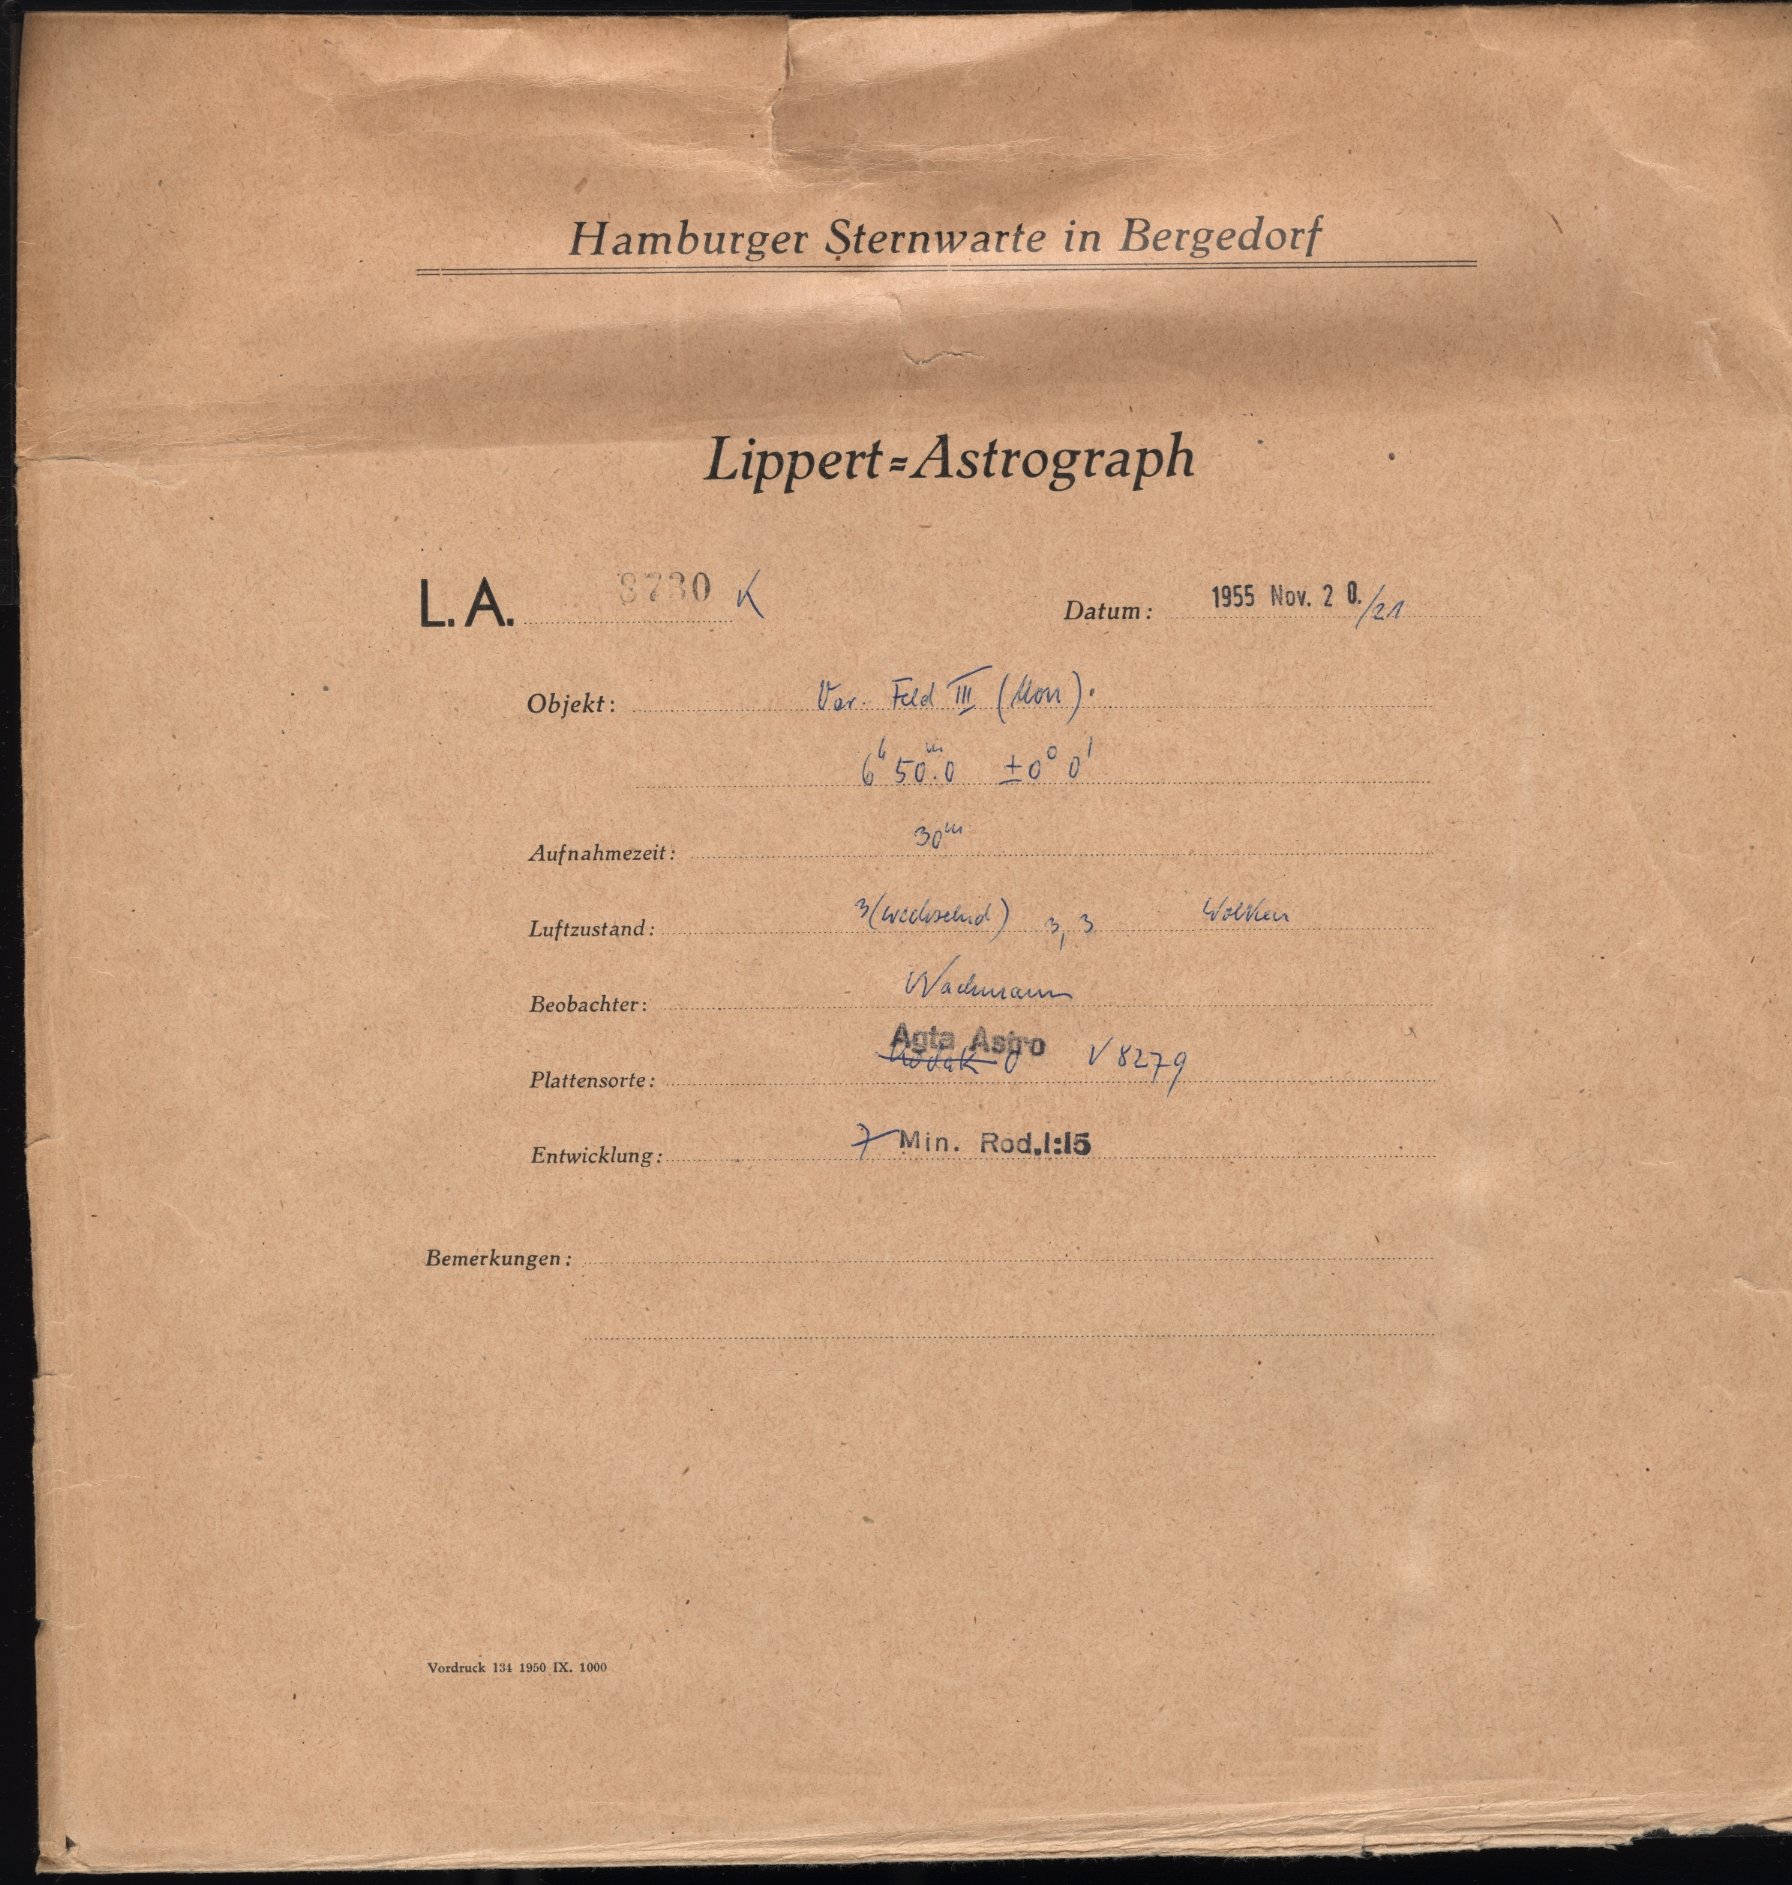 Hamburger Sternwarte in Bergedorf
Lippert=Astrograph
L. A. 8730 K Datum: 1955 Nov. 20./21
Objekt: Var. Feld III (Mon).
6h 50m.0 ±0° 0'
Aufnahmezeit: 30m
Luftzustand: 3 (wechselnd) 3, 3 Wolken
Beobachter: Wachmann
Agfa Astro
Plattensorte: Kodak O V 8279
Entwicklung: 7 Min. Rod. 1:15
Bemerkungen:
Vordruck 134 1950 IX. 1000